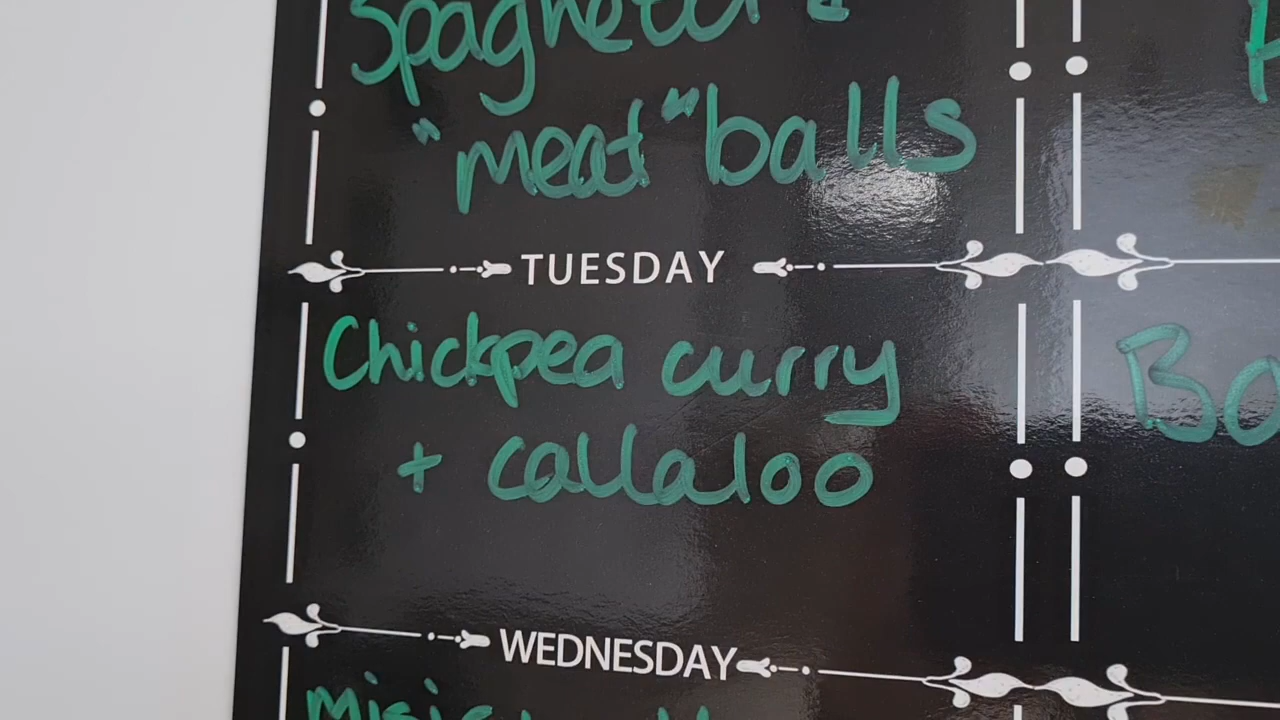 Spaghetti &
"meat" balls
TUESDAY
Chickpea curry
+ callaloo
WEDNESDAY